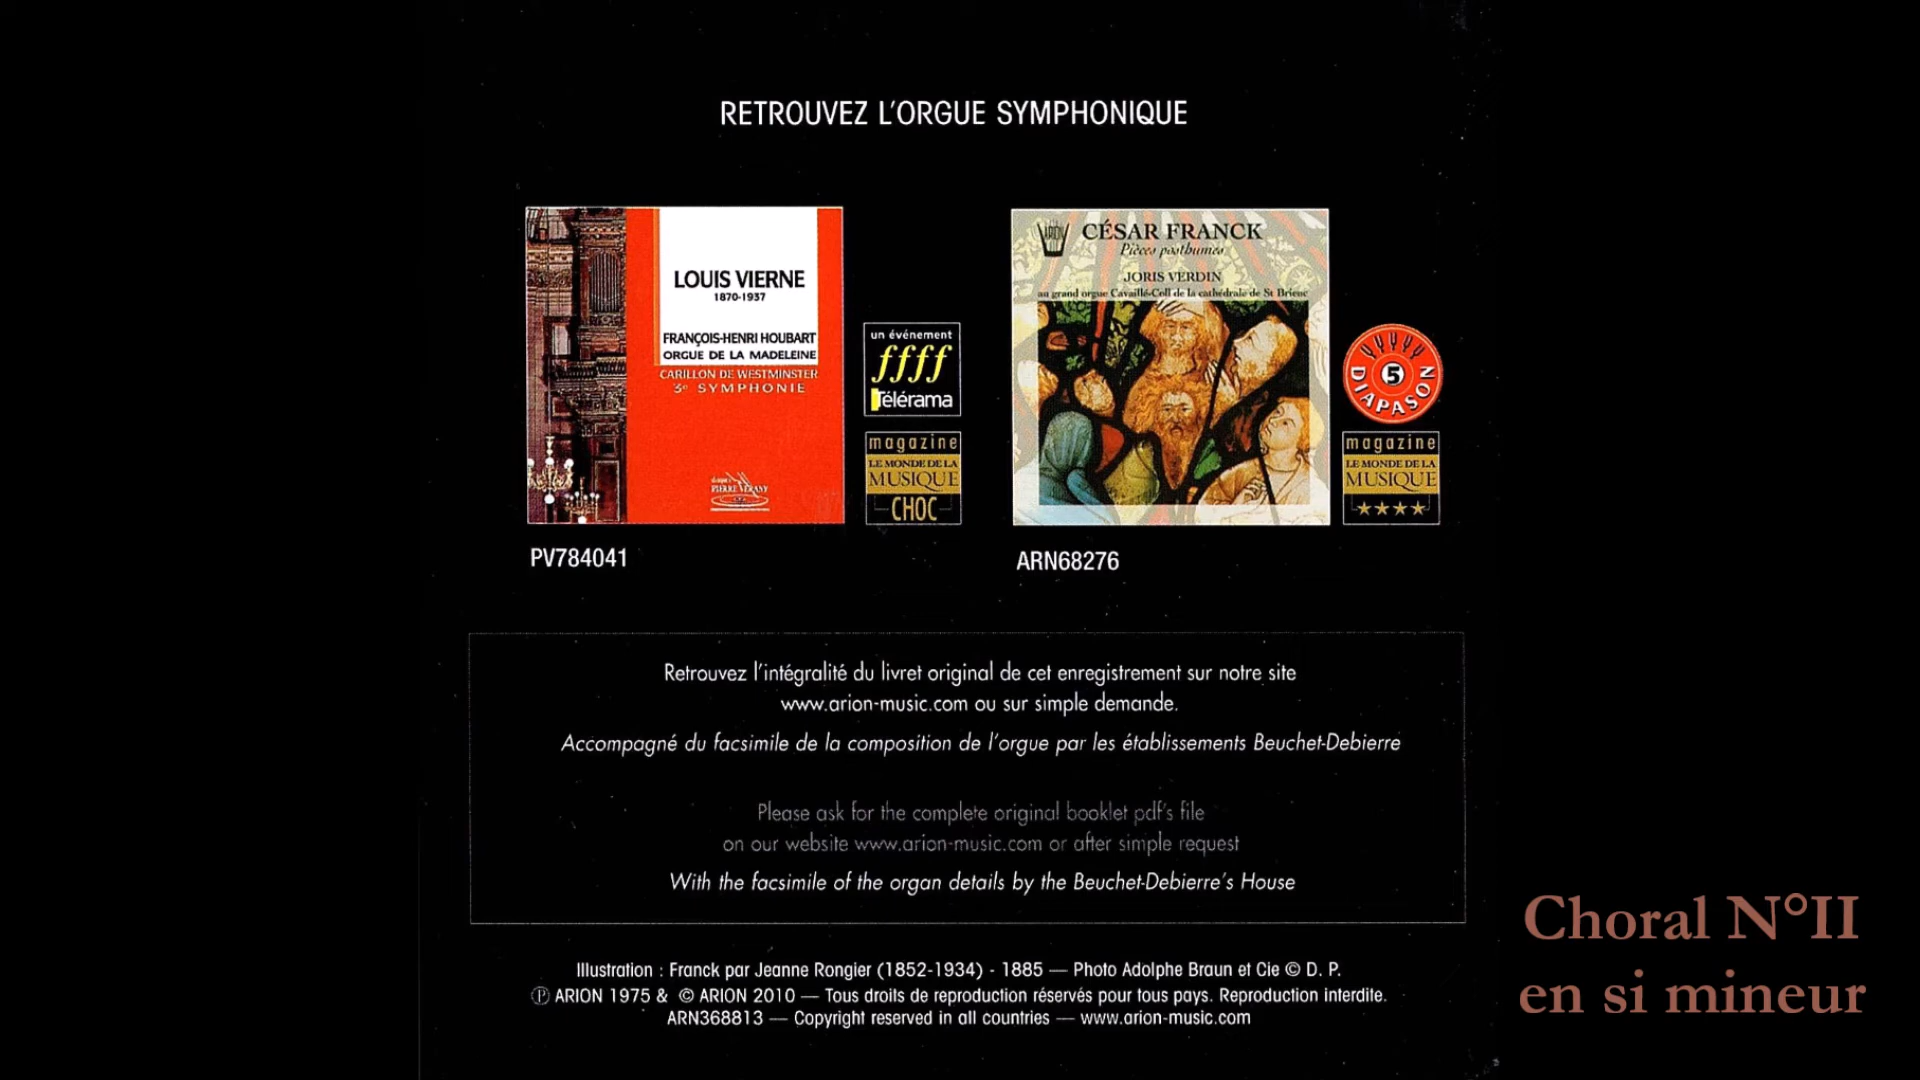 RETROUVEZ L'ORGUE SYMPHONIQUE
LOUIS VIERNE
1870-1937
FRANÇOIS-HENRI HOUBART
ORGUE DE LA MADELEINE
CARILLON DE WESTMINSTER
3e SYMPHONIE
PIERRE VERANY
un événement
ffff
Télérama
magazine
LE MONDE DE LA
MUSIQUE
CHOC
PV784041
ARION
CÉSAR FRANCK
Pièces posthumes
JORIS VERDIN
au grand orgue Cavaillé-Coll de la cathédrale de St Brieuc
5
DIAPASON
magazine
LE MONDE DE LA
MUSIQUE
★★★★
ARN68276
Retrouvez l'intégralité du livret original de cet enregistrement sur notre site
www.arion-music.com ou sur simple demande.
Accompagné du facsimile de la composition de l'orgue par les établissements Beuchet-Debierre
Please ask for the complete original booklet pdf's file
on our website www.arion-music.com or after simple request
With the facsimile of the organ details by the Beuchet-Debierre's House
Illustration : Franck par Jeanne Rongier (1852-1934) - 1885 — Photo Adolphe Braun et Cie © D. P.
Ⓟ ARION 1975 & © ARION 2010 — Tous droits de reproduction réservés pour tous pays. Reproduction interdite.
ARN368813 — Copyright reserved in all countries — www.arion-music.com
Choral N°II
en si mineur